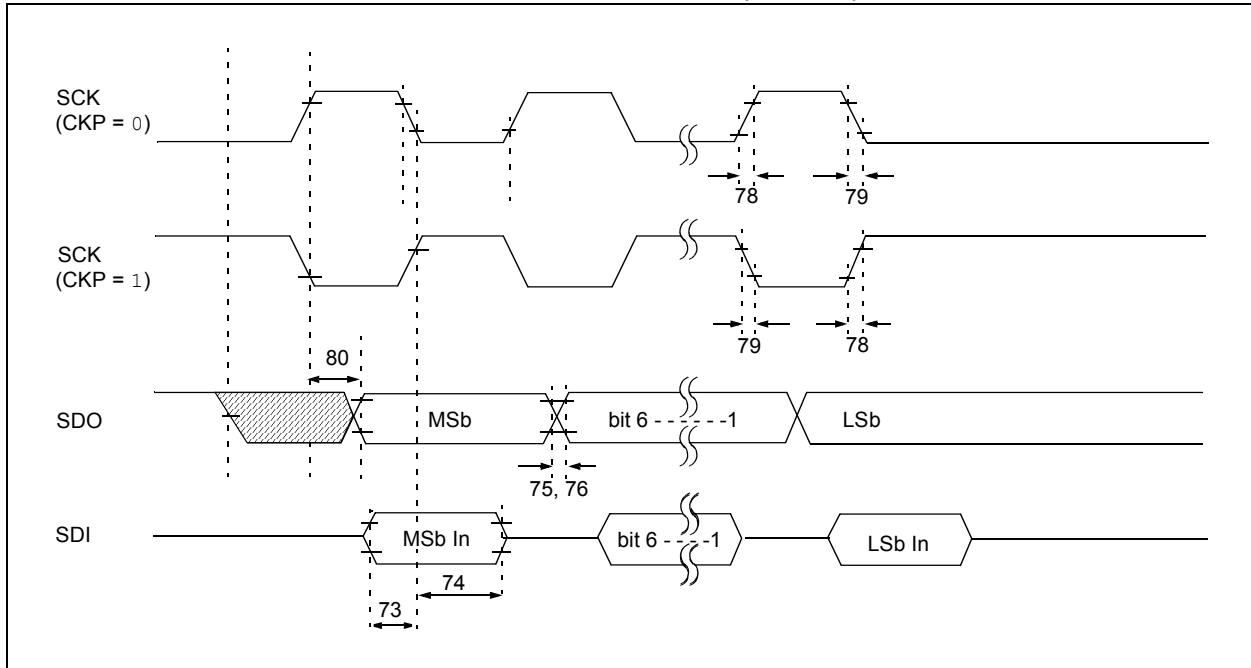 SCK
(CKP = 0)
78
79
SCK
(CKP = 1)
79
78
80
SDO
MSb
bit 6 - - - - - -1
LSb
75, 76
SDI
MSb In
bit 6 - - - -1
LSb In
74
73